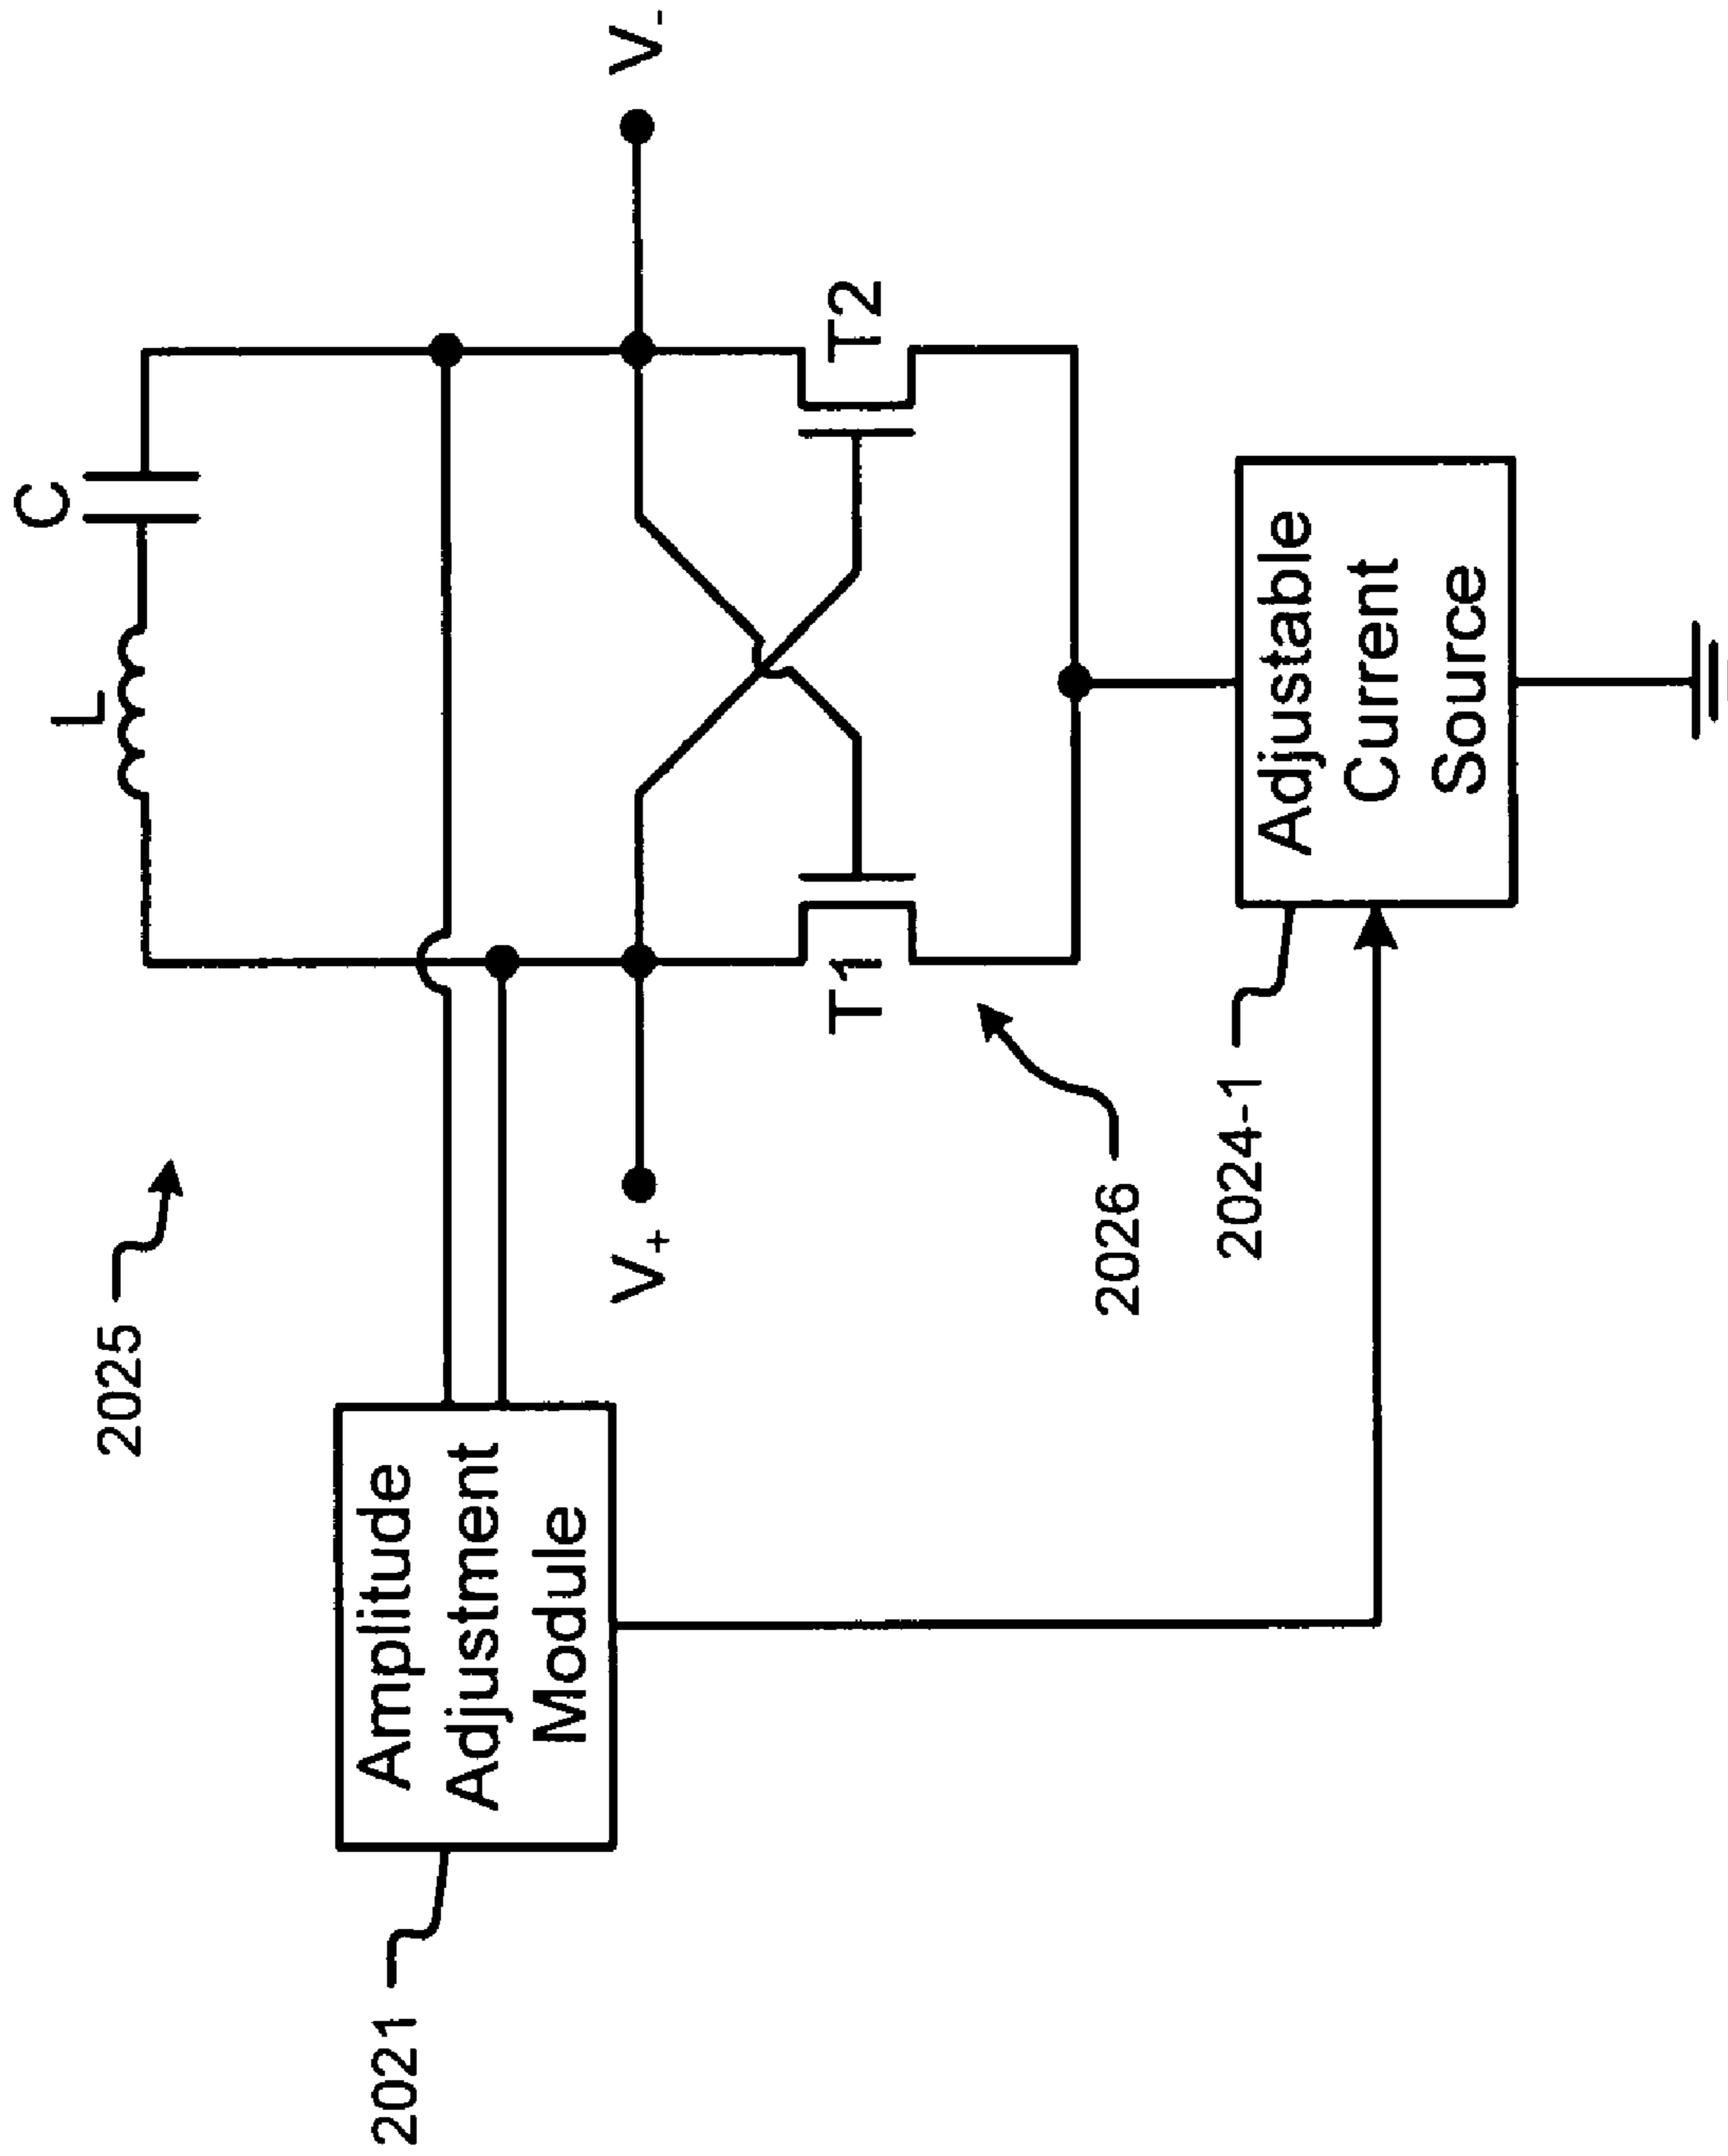 2025
L
C
Amplitude
Adjustment
Module
2021
V+
V-
T1
T2
2026
2024-1
Adjustable
Current
Source